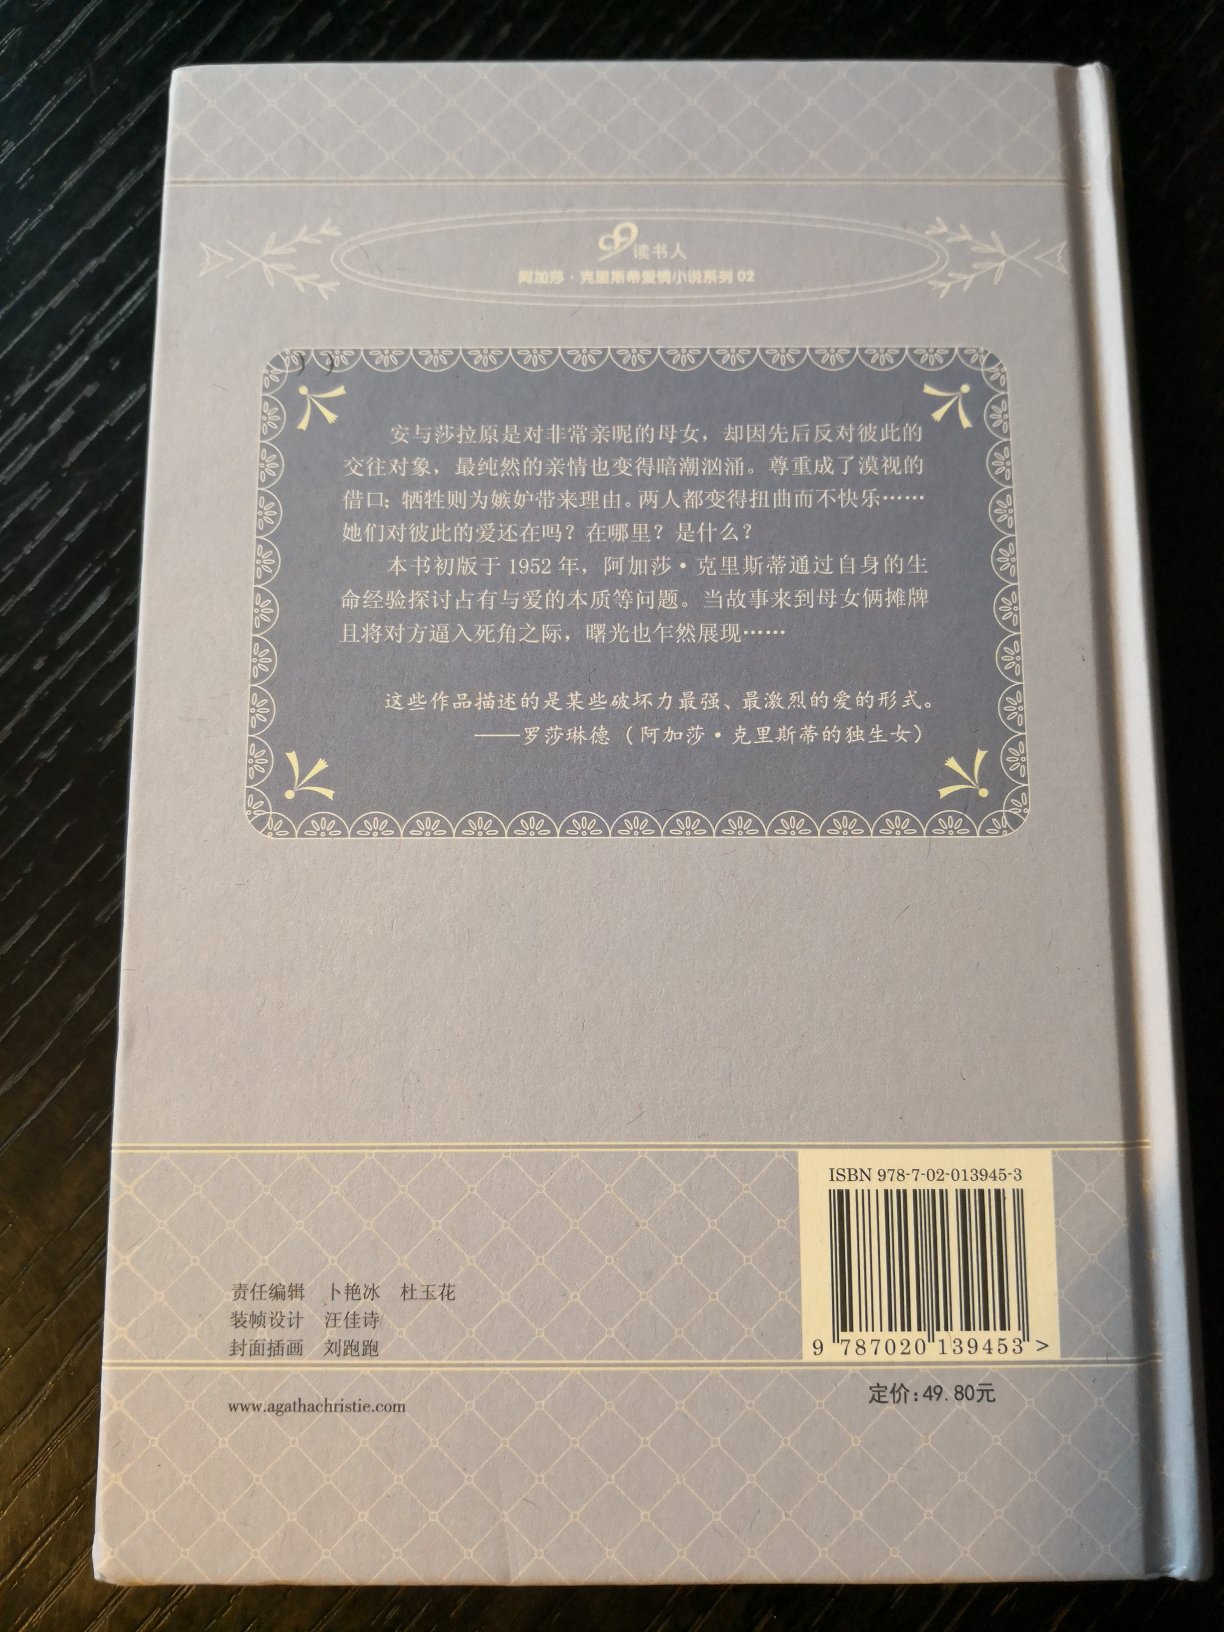 99读书人
阿加莎·克里斯蒂爱情小说系列 02
安与莎拉原是对非常亲昵的母女，却因先后反对彼此的
交往对象，最纯然的亲情也变得暗潮汹涌。尊重成了漠视的
借口；牺牲则为嫉妒带来理由。两人都变得扭曲而不快乐……
她们对彼此的爱还在吗？在哪里？是什么？
本书初版于 1952 年，阿加莎·克里斯蒂通过自身的生
命经验探讨占有与爱的本质等问题。当故事来到母女俩摊牌
且将对方逼入死角之际，曙光也乍然展现……
这些作品描述的是某些破坏力最强、最激烈的爱的形式。
——罗莎琳德（阿加莎·克里斯蒂的独生女）
ISBN 978-7-02-013945-3
9 787020 139453 >
定价：49.80元
责任编辑 卜艳冰 杜玉花
装帧设计 汪佳诗
封面插画 刘跑跑
www.agathachristie.com